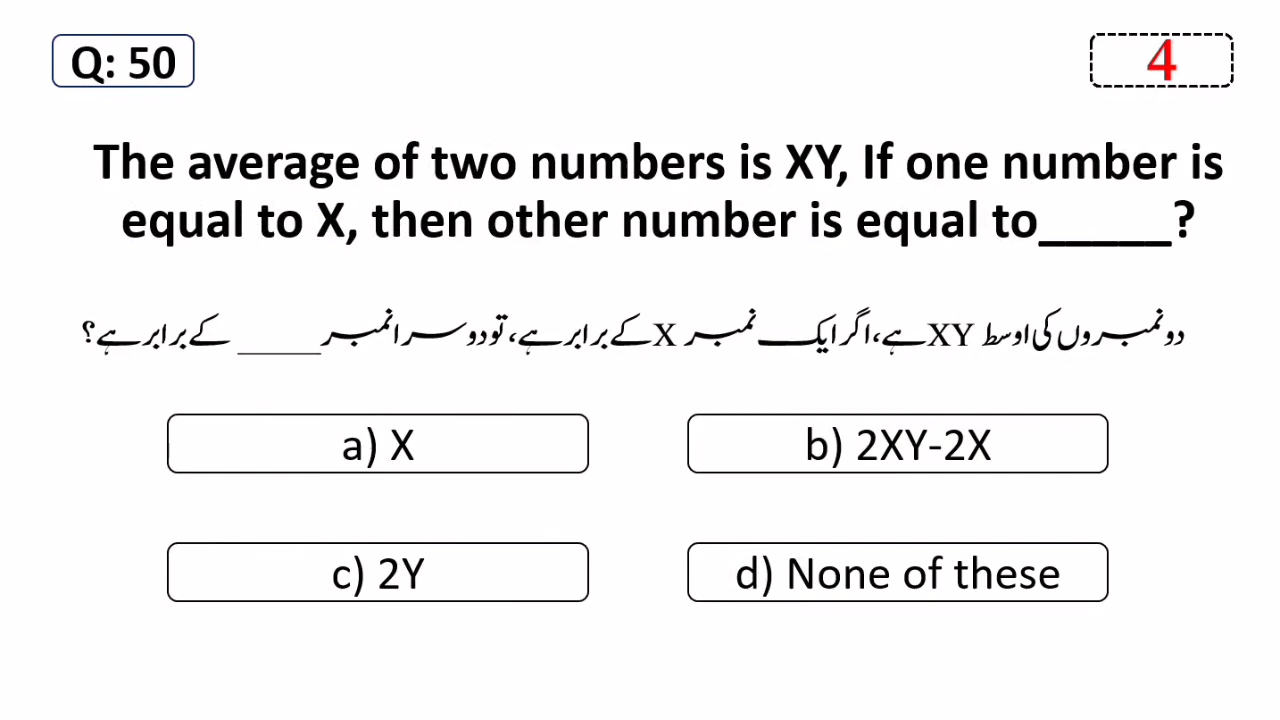 Q: 50
4
The average of two numbers is XY, If one number is
equal to X, then other number is equal to_____?
دو نمبروں کی اوسط XY ہے، اگر ایک نمبر X کے برابر ہے، تو دوسرا نمبر_____ کے برابر ہے؟
a) X
b) 2XY-2X
c) 2Y
d) None of these